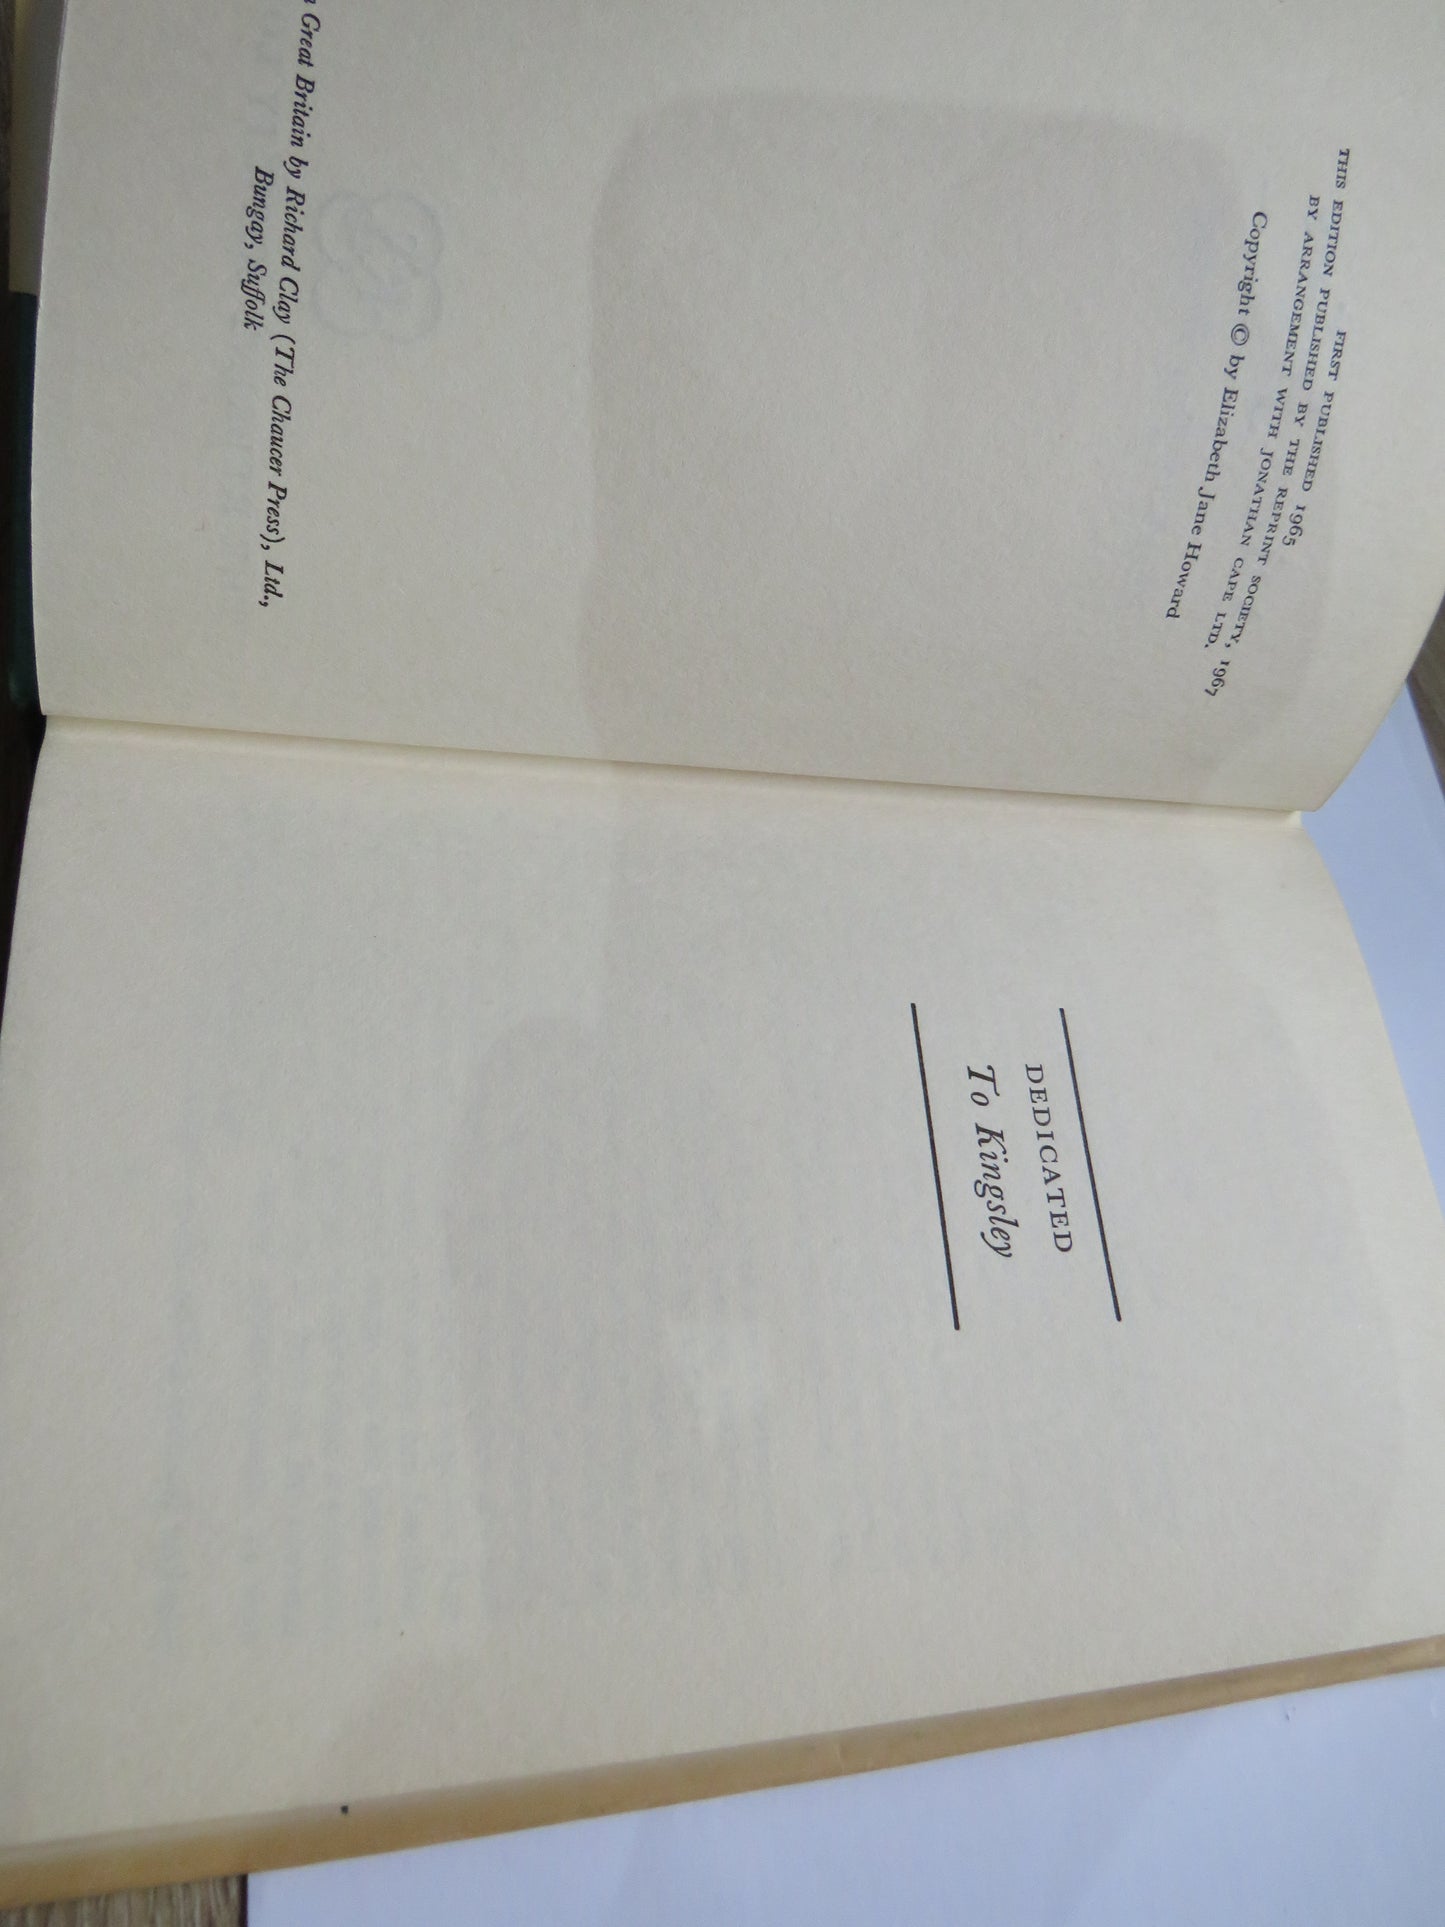 FIRST PUBLISHED 1965
THIS EDITION PUBLISHED BY THE REPRINT SOCIETY, 1967
BY ARRANGEMENT WITH JONATHAN CAPE LTD.
Copyright © by Elizabeth Jane Howard
Great Britain by Richard Clay (The Chaucer Press), Ltd.,
Bungay, Suffolk
DEDICATED
To Kingsley